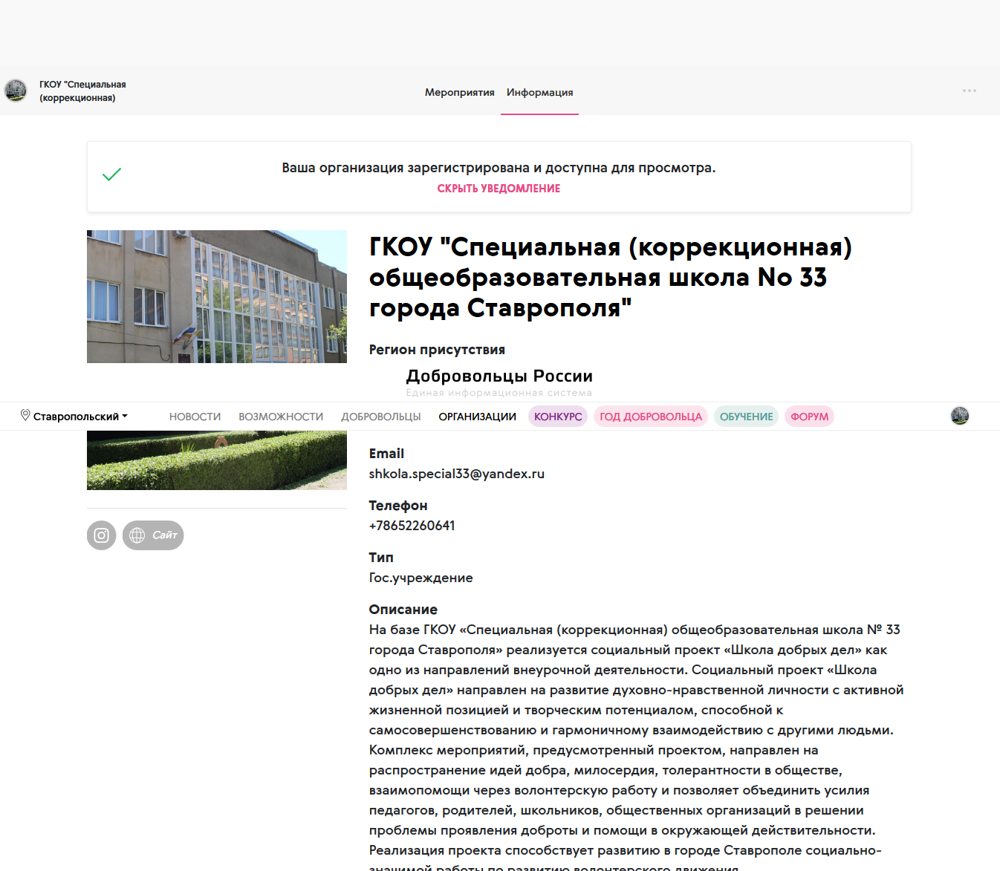 ГКОУ "Специальная
(коррекционная)
Мероприятия Информация
Ваша организация зарегистрирована и доступна для просмотра.
СКРЫТЬ УВЕДОМЛЕНИЕ
ГКОУ "Специальная (коррекционная)
общеобразовательная школа No 33
города Ставрополя"
Регион присутствия
Добровольцы России
Единая информационная система
Ставропольский НОВОСТИ ВОЗМОЖНОСТИ ДОБРОВОЛЬЦЫ ОРГАНИЗАЦИИ КОНКУРС ГОД ДОБРОВОЛЬЦА ОБУЧЕНИЕ ФОРУМ
Email
shkola.special33@yandex.ru
Телефон
+78652260641
Сайт
Тип
Гос.учреждение
Описание
На базе ГКОУ «Специальная (коррекционная) общеобразовательная школа № 33
города Ставрополя» реализуется социальный проект «Школа добрых дел» как
одно из направлений внеурочной деятельности. Социальный проект «Школа
добрых дел» направлен на развитие духовно-нравственной личности с активной
жизненной позицией и творческим потенциалом, способной к
самосовершенствованию и гармоничному взаимодействию с другими людьми.
Комплекс мероприятий, предусмотренный проектом, направлен на
распространение идей добра, милосердия, толерантности в обществе,
взаимопомощи через волонтерскую работу и позволяет объединить усилия
педагогов, родителей, школьников, общественных организаций в решении
проблемы проявления доброты и помощи в окружающей действительности.
Реализация проекта способствует развитию в городе Ставрополе социально-
значимой работы по развитию волонтерского движения.